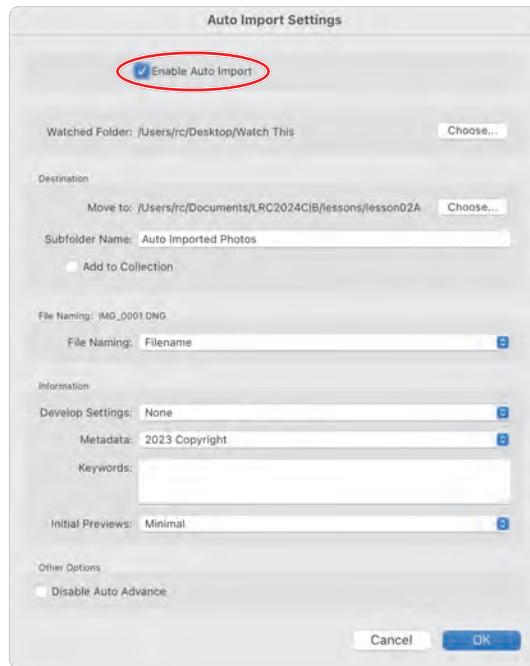 Auto Import Settings
Enable Auto Import
Watched Folder: /Users/rc/Desktop/Watch This Choose...
Destination
Move to: /Users/rc/Documents/LRC2024CIB/lessons/lesson02A Choose...
Subfolder Name: Auto Imported Photos
Add to Collection
File Naming: IMG_0001.DNG
File Naming: Filename
Information
Develop Settings: None
Metadata: 2023 Copyright
Keywords:
Initial Previews: Minimal
Other Options
Disable Auto Advance
Cancel OK